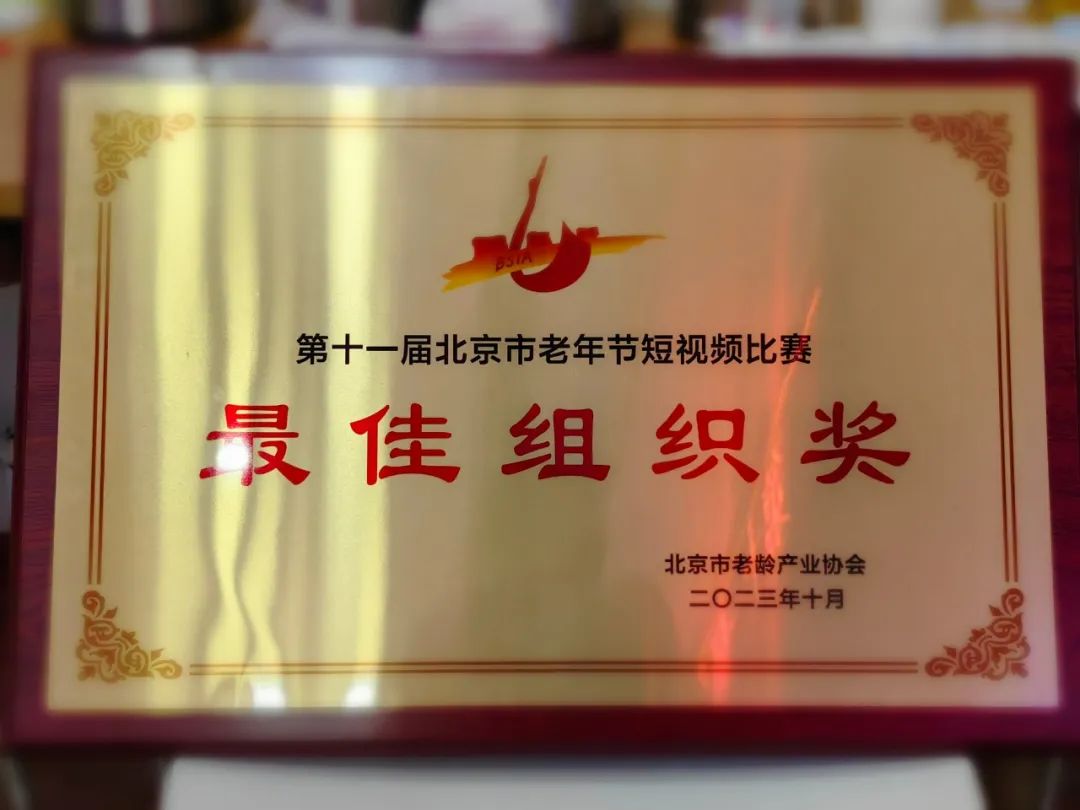 BSIA
第十一届北京市老年节短视频比赛
最佳组织奖
北京市老龄产业协会
二〇二三年十月